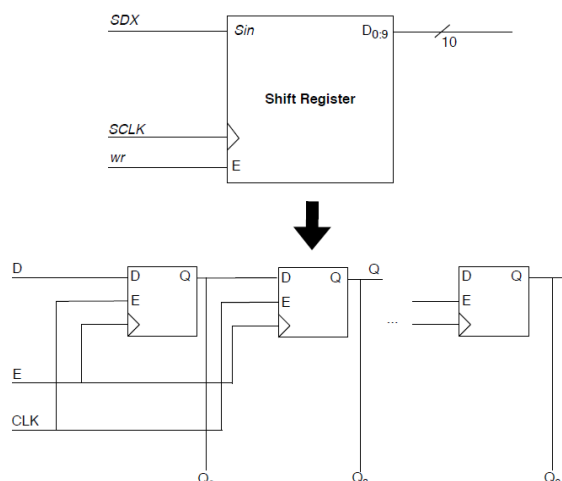 SDX
Sin D0:9
10
Shift Register
SCLK
wr E
D D Q D Q Q D Q
E E E
...
E
CLK